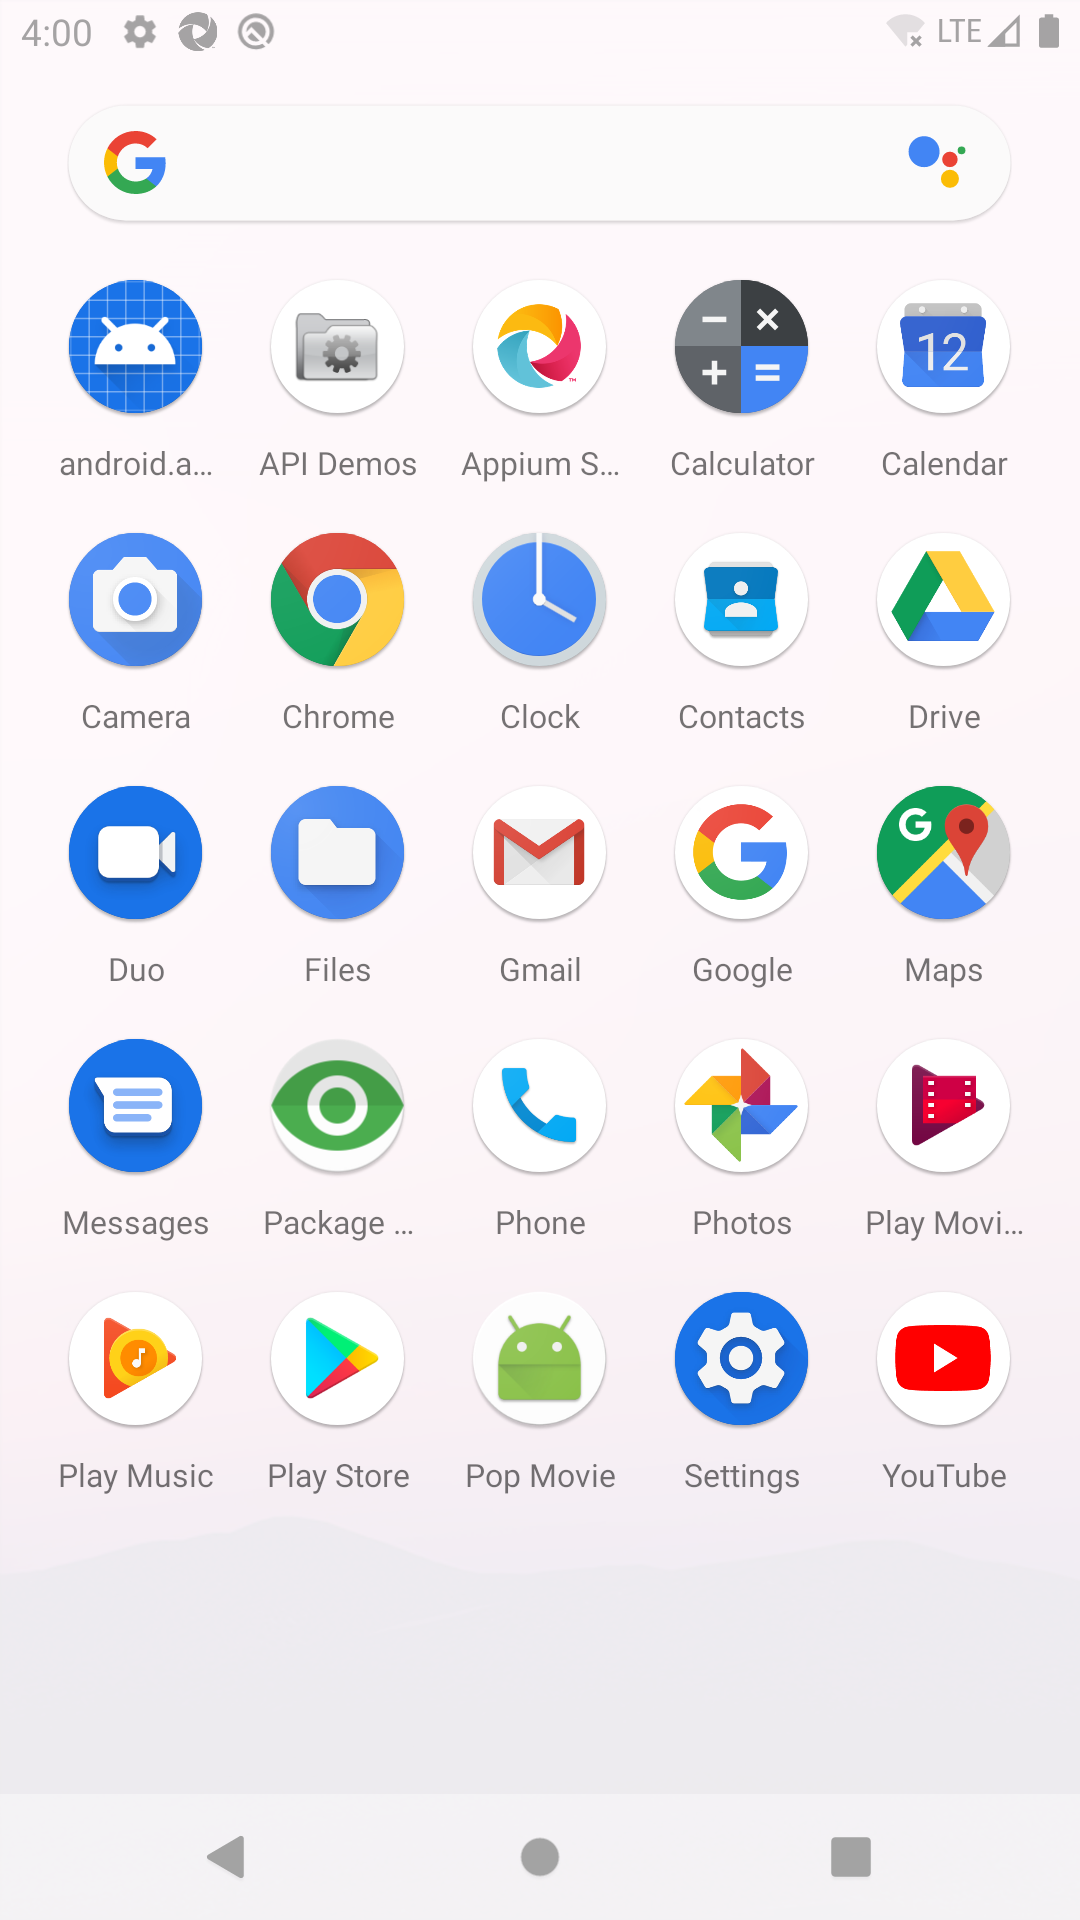 4:00 LTE
android.a... API Demos Appium S... Calculator Calendar
12
Camera Chrome Clock Contacts Drive
Duo Files Gmail Google Maps
Messages Package ... Phone Photos Play Movi...
Play Music Play Store Pop Movie Settings YouTube